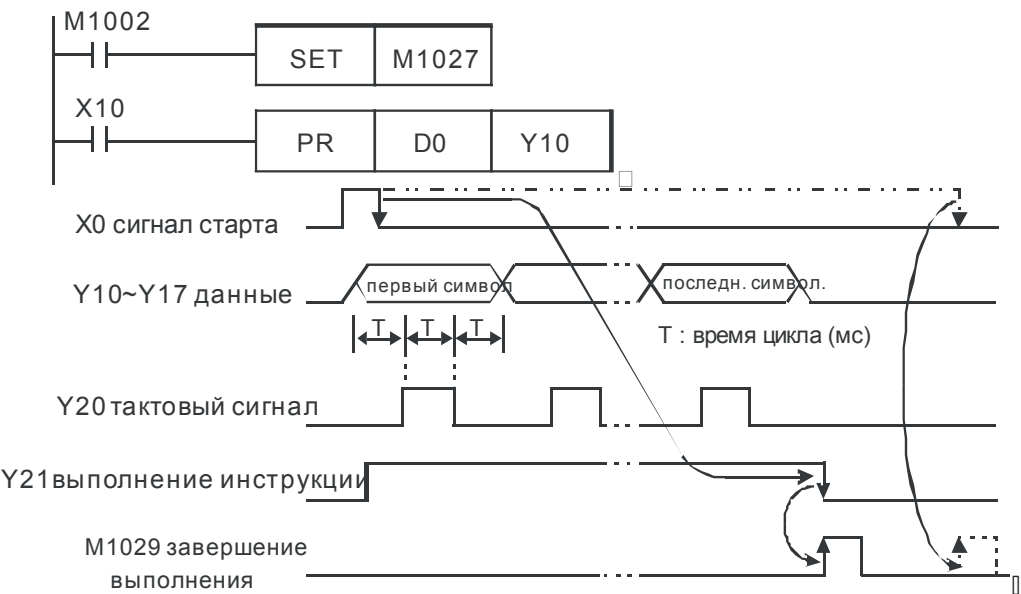 M1002
SET M1027
X10
PR D0 Y10
X0 сигнал старта
Y10~Y17 данные
первый символ
последн. символ.
T T T
T : время цикла (мс)
Y20 тактовый сигнал
Y21выполнение инструкции
M1029 завершение
выполнения